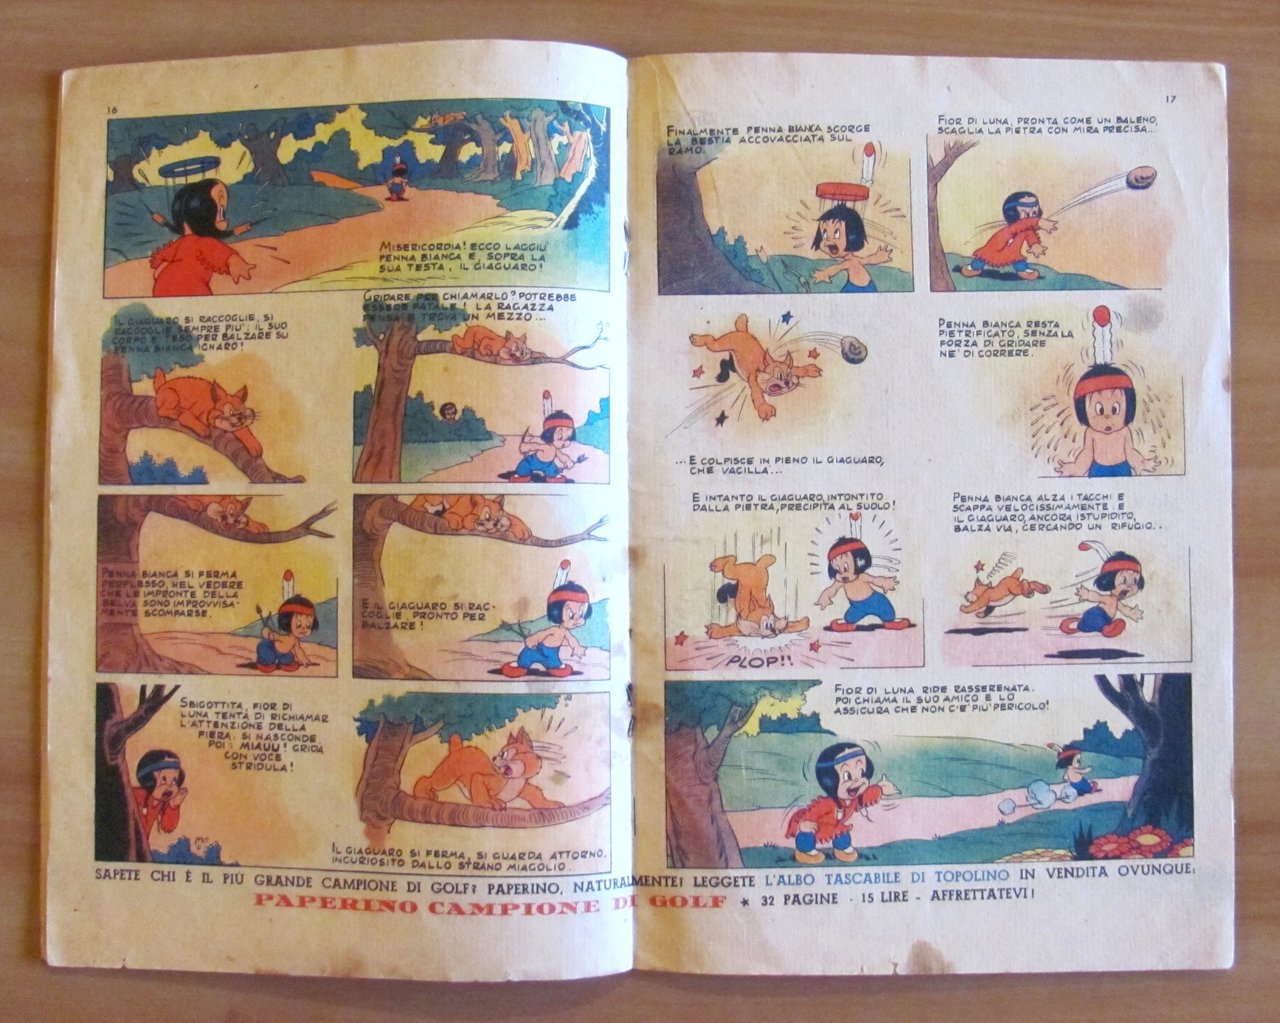 16
MISERICORDIA! ECCO LAGGIU'
PENNA BIANCA E, SOPRA LA
SUA TESTA, IL GIAGUARO!
IL GIAGUARO SI RACCOGLIE, SI
RACCOGLIE SEMPRE PIU': IL SUO
CORPO E' TESO PER BALZARE SU
PENNA BIANCA IGNARO!
GRIDARE PER CHIAMARLO? POTREBBE
ESSERE FATALE! LA RAGAZZA
PENSA E TROVA UN MEZZO...
PENNA BIANCA SI FERMA
PERPLESSO, NEL VEDERE
CHE LE IMPRONTE DELLA
BELVA SONO IMPROVVISA-
MENTE SCOMPARSE.
E IL GIAGUARO SI RAC-
COGLIE, PRONTO PER
BALZARE!
SBIGOTTITA, FIOR DI
LUNA TENTA DI RICHIAMAR
L'ATTENZIONE DELLA
FIERA. SI NASCONDE
POI: MIAUU! GRIDA
CON VOCE
STRIDULA!
IL GIAGUARO SI FERMA, SI GUARDA ATTORNO,
INCURIOSITO DALLO STRANO MIAGOLIO.
17
FINALMENTE PENNA BIANCA SCORGE
LA BESTIA ACCOVACCIATA SUL
RAMO.
FIOR DI LUNA, PRONTA COME UN BALENO,
SCAGLIA LA PIETRA CON MIRA PRECISA...
...E COLPISCE IN PIENO IL GIAGUARO,
CHE VACILLA...
PENNA BIANCA RESTA
PIETRIFICATO, SENZA LA
FORZA DI GRIDARE
NE' DI CORRERE.
E INTANTO IL GIAGUARO, INTONTITO
DALLA PIETRA, PRECIPITA AL SUOLO!
PLOP!!
PENNA BIANCA ALZA I TACCHI E
SCAPPA VELOCISSIMAMENTE. E
IL GIAGUARO, ANCORA ISTUPIDITO,
BALZA VIA, CERCANDO UN RIFUGIO..
FIOR DI LUNA RIDE RASSERENATA.
POI CHIAMA IL SUO AMICO E LO
ASSICURA CHE NON C'E' PIU' PERICOLO!
SAPETE CHI È IL PIÙ GRANDE CAMPIONE DI GOLF? PAPERINO, NATURALMENTE! LEGGETE L'ALBO TASCABILE DI TOPOLINO IN VENDITA OVUNQUE:
PAPERINO CAMPIONE DI GOLF ★ 32 PAGINE · 15 LIRE - AFFRETTATEVI!